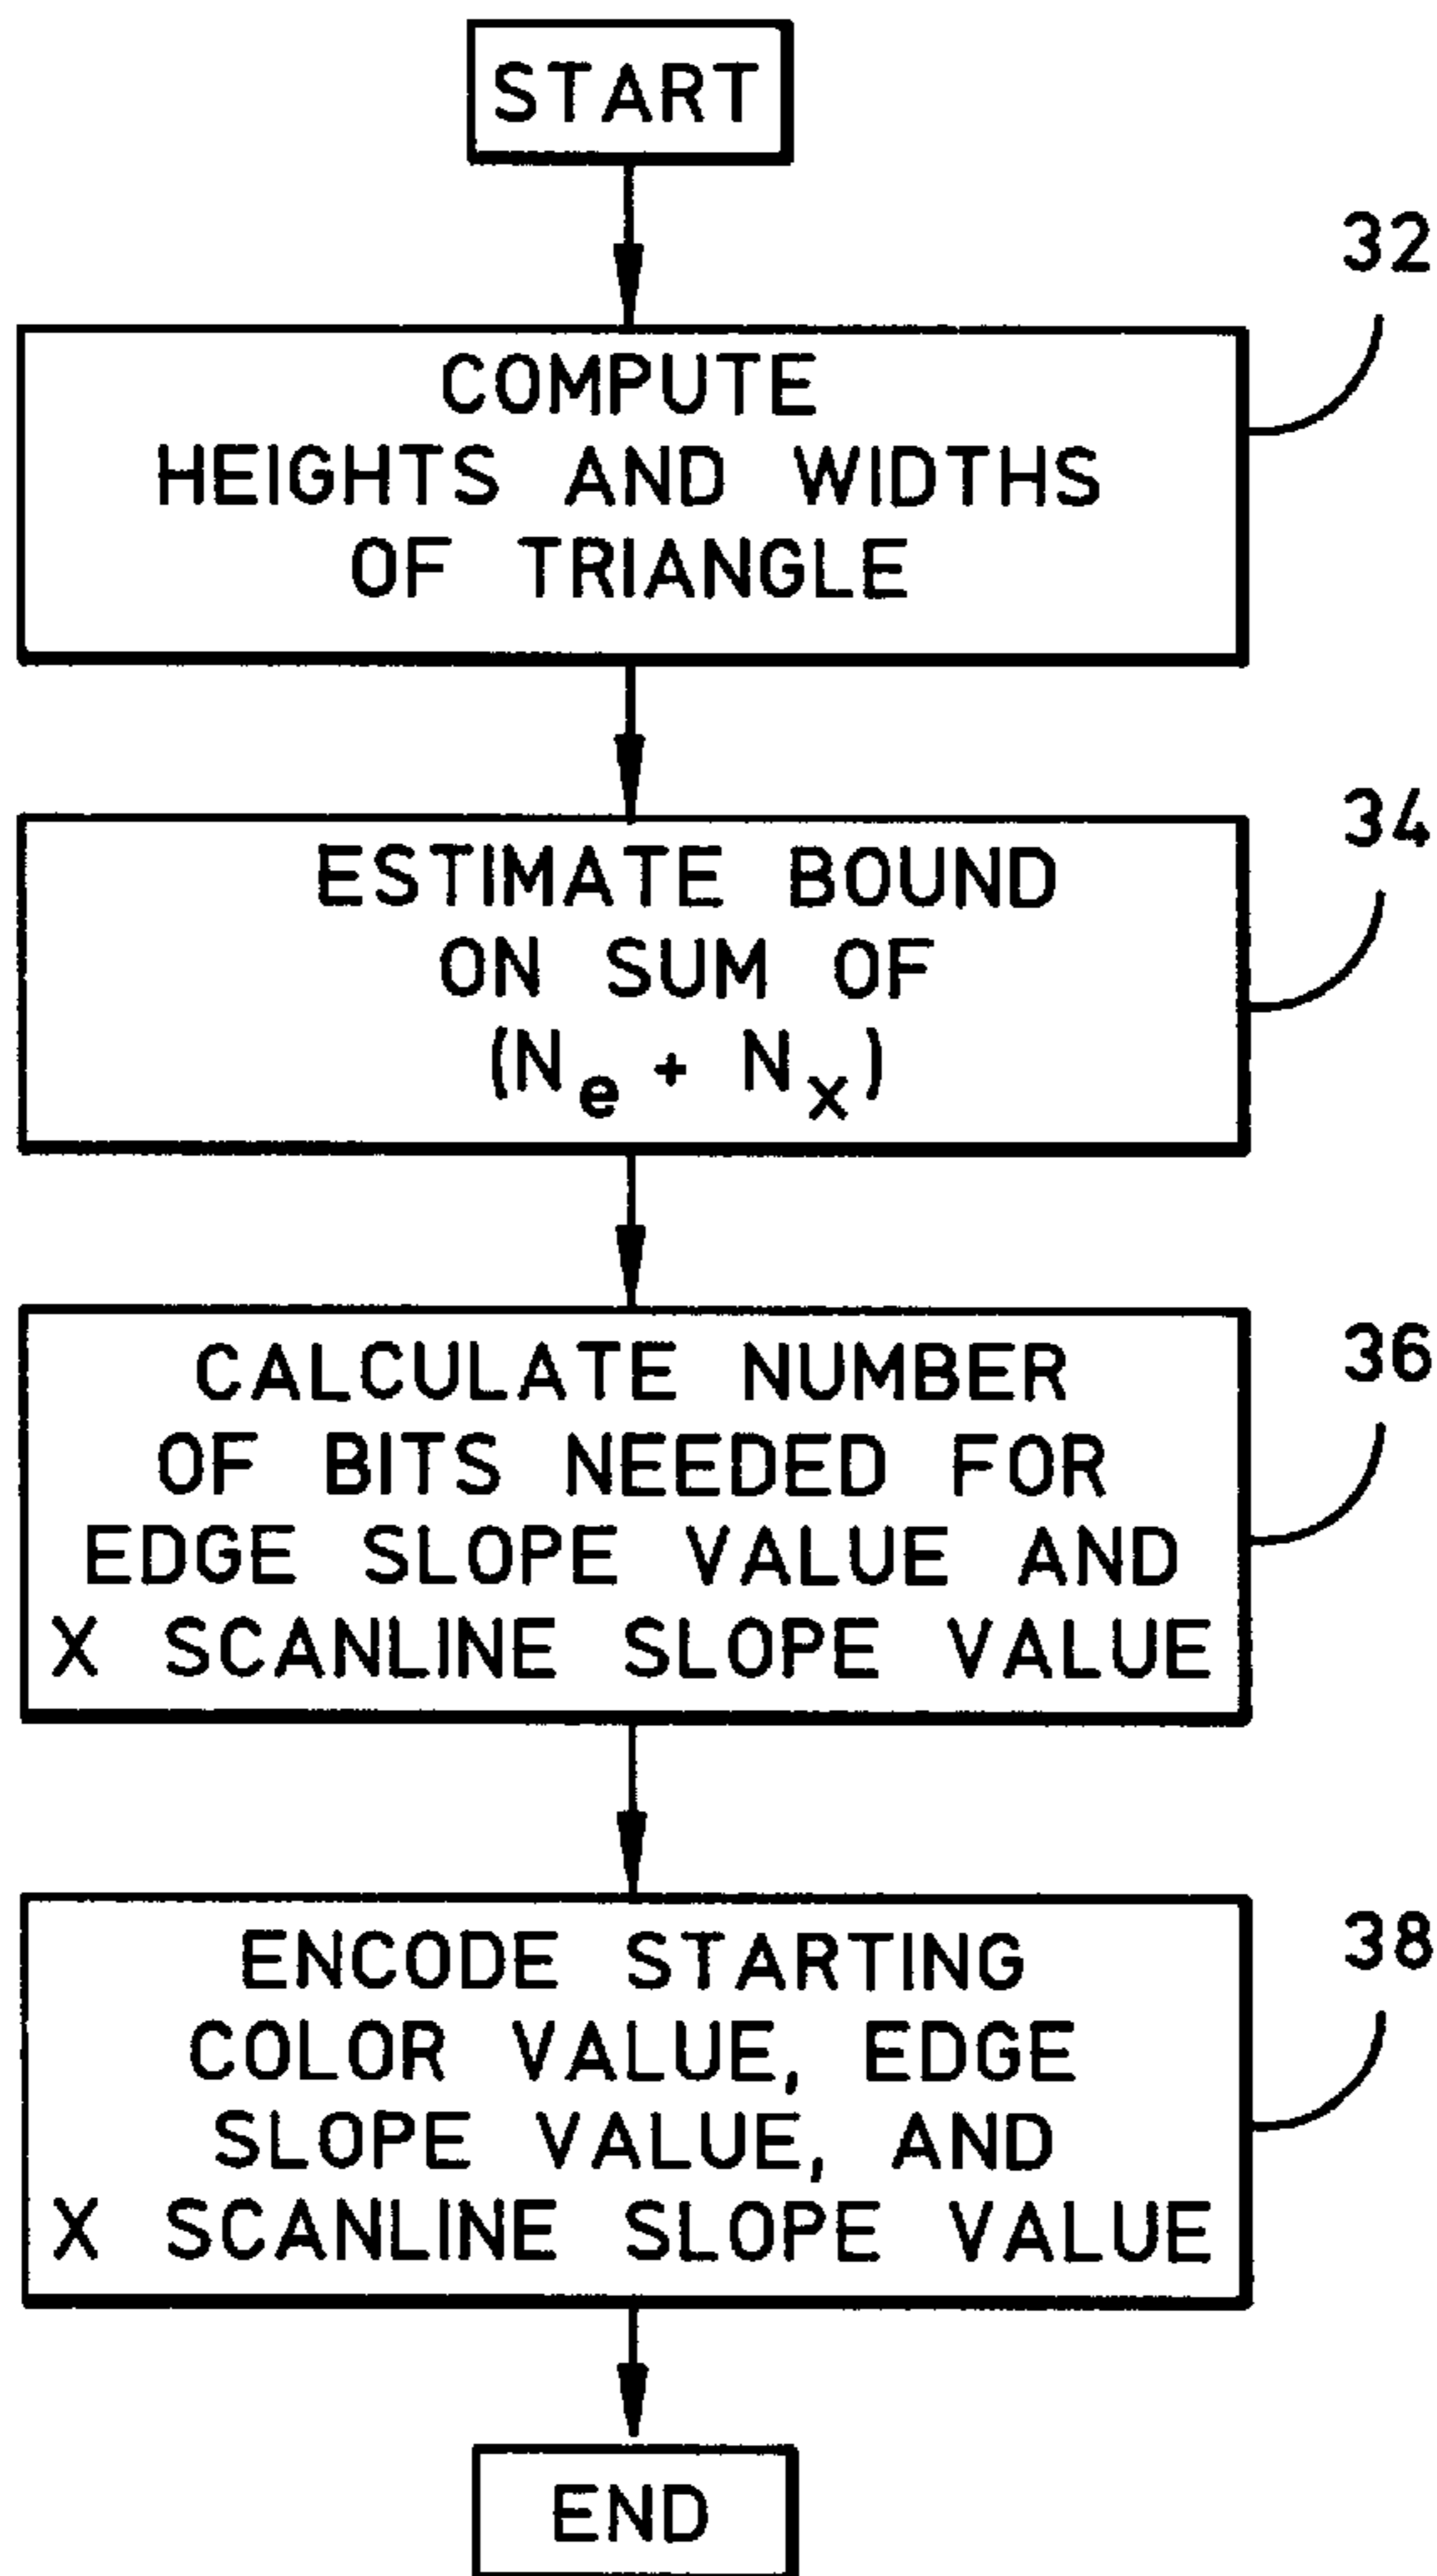 START
32
COMPUTE
HEIGHTS AND WIDTHS
OF TRIANGLE
34
ESTIMATE BOUND
ON SUM OF
(Ne + Nx)
36
CALCULATE NUMBER
OF BITS NEEDED FOR
EDGE SLOPE VALUE AND
X SCANLINE SLOPE VALUE
38
ENCODE STARTING
COLOR VALUE, EDGE
SLOPE VALUE, AND
X SCANLINE SLOPE VALUE
END